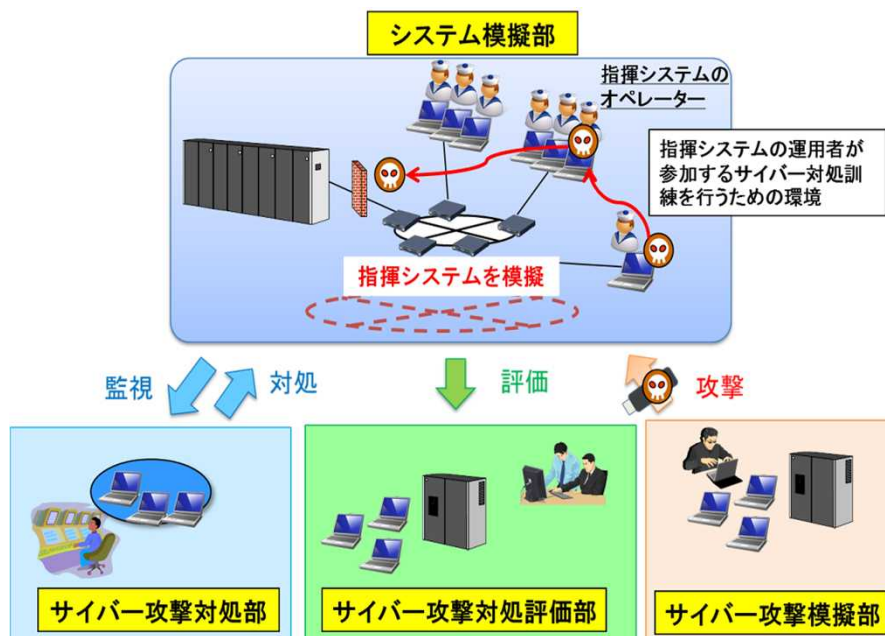 システム模擬部
指揮システムの
オペレーター
指揮システムの運用者が
参加するサイバー対処訓
練を行うための環境
指揮システムを模擬
監視
対処
評価
攻撃
サイバー攻撃対処部
サイバー攻撃対処評価部
サイバー攻撃模擬部